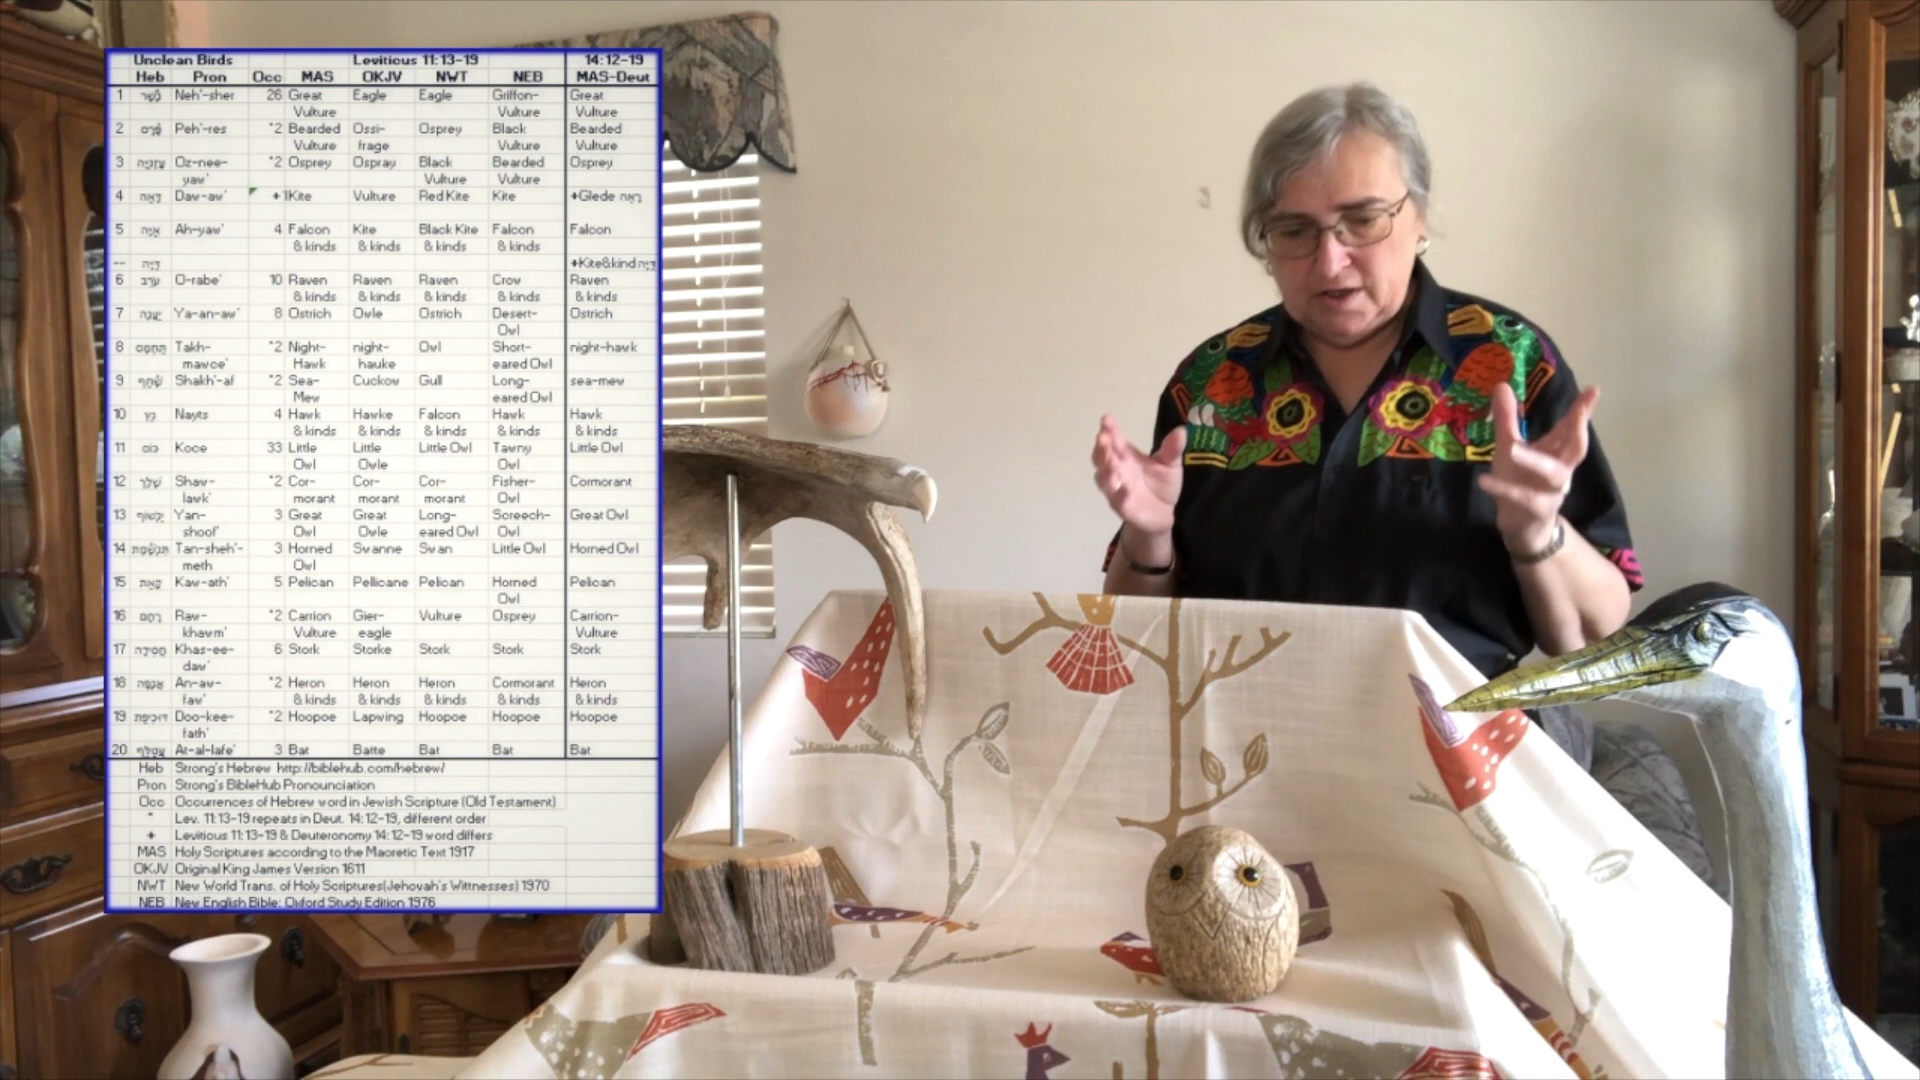 Unclean Birds Leviticus 11:13-19 14:12-19
Heb Pron Occ MAS OKJV NWT NEB MAS-Deut
1 נֶשֶׁר Neh'-sher 26 Great Eagle Eagle Griffon- Great
Vulture Vulture Vulture
2 פֶּרֶס Peh'-res "2 Bearded Ossi- Osprey Black Bearded
Vulture frage Vulture Vulture
3 Oz-nee- "2 Osprey Ospray Black Bearded Osprey
yaw' Vulture Vulture
4 דָּאָה Daw-aw' +1 Kite Vulture Red Kite Kite +Glede רָאָה
5 אַיָּה Ah-yaw' 4 Falcon Kite Black Kite Falcon Falcon
& kinds & kinds & kinds & kinds
-- דַּיָּה +Kite&kind דַּיָּה
6 עֹרֵב O-rabe' 10 Raven Raven Raven Crow Raven
& kinds & kinds & kinds & kinds & kinds
7 יַעֲנָה Ya-an-aw' 8 Ostrich Owle Ostrich Desert- Ostrich
Owl
8 תַּחְמָס Takh- "2 Night- night- Owl Short- night-hawk
mawce' Hawk hauke eared Owl
9 שַׁחַף Shakh'-af "2 Sea- Cuckow Gull Long- sea-mew
Mew eared Owl
10 נֵץ Nayts 4 Hawk Hawke Falcon Hawk Hawk
& kinds & kinds & kinds & kinds & kinds
11 כּוֹס Koce 33 Little Little Little Owl Tawny Little Owl
Owl Owle Owl
12 שָׁלָךְ Shaw- "2 Cor- Cor- Cor- Fisher- Cormorant
lawk' morant morant morant Owl
13 יַנְשׁוּף Yan- 3 Great Great Long- Screech- Great Owl
shoof' Owl Owle eared Owl Owl
14 תַּנְשֶׁמֶת Tan-sheh'- 3 Horned Swanne Swan Little Owl Horned Owl
meth Owl
15 קָאַת Kaw-ath' 5 Pelican Pellicane Pelican Horned Pelican
Owl
16 רָחָם Raw- "2 Carrion Gier- Vulture Osprey Carrion-
khawm' Vulture eagle Vulture
17 חֲסִידָה Khas-ee- 6 Stork Storke Stork Stork Stork
daw'
18 אֲנָפָה An-aw- "2 Heron Heron Heron Cormorant Heron
faw' & kinds & kinds & kinds & kinds & kinds
19 דּוּכִיפַת Doo-kee- "2 Hoopoe Lapwing Hoopoe Hoopoe Hoopoe
fath'
20 עֲטַלֵּף At-al-lafe' 3 Bat Batte Bat Bat Bat
Heb Strong's Hebrew http://biblehub.com/hebrew/
Pron Strong's BibleHub Pronounciation
Occ Occurrences of Hebrew word in Jewish Scripture (Old Testament)
" Lev. 11:13-19 repeats in Deut. 14:12-19, different order
+ Leviticus 11:13-19 & Deuteronomy 14:12-19 word differs
MAS Holy Scriptures according to the Maoretic Text 1917
OKJV Original King James Version 1611
NWT New World Trans. of Holy Scriptures(Jehovah's Wittnesses) 1970
NEB New English Bible: Oxford Study Edition 1976